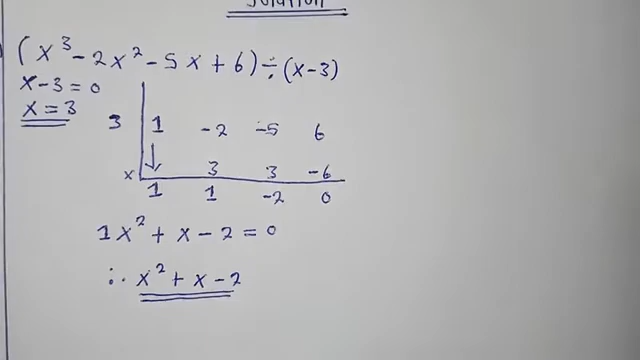 Solution
(x³ - 2x² - 5x + 6) ÷ (x - 3)
x - 3 = 0
x = 3
3 1 -2 -5 6
x ↓ 3 3 -6
1 1 -2 0
1x² + x - 2 = 0
∴ x² + x - 2